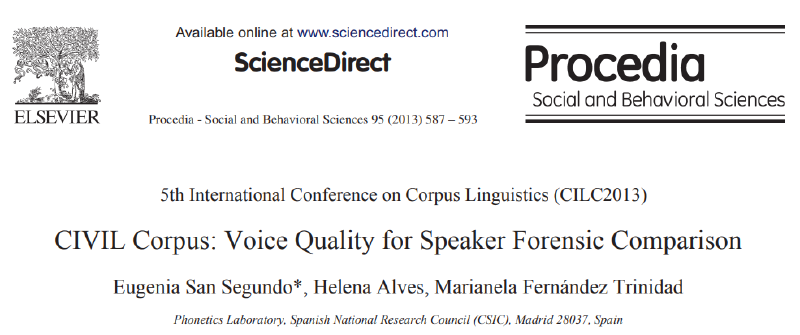 Available online at www.sciencedirect.com
ScienceDirect
ELSEVIER
Procedia - Social and Behavioral Sciences 95 (2013) 587 – 593
Procedia
Social and Behavioral Sciences
5th International Conference on Corpus Linguistics (CILC2013)
CIVIL Corpus: Voice Quality for Speaker Forensic Comparison
Eugenia San Segundo*, Helena Alves, Marianela Fernández Trinidad
Phonetics Laboratory, Spanish National Research Council (CSIC), Madrid 28037, Spain